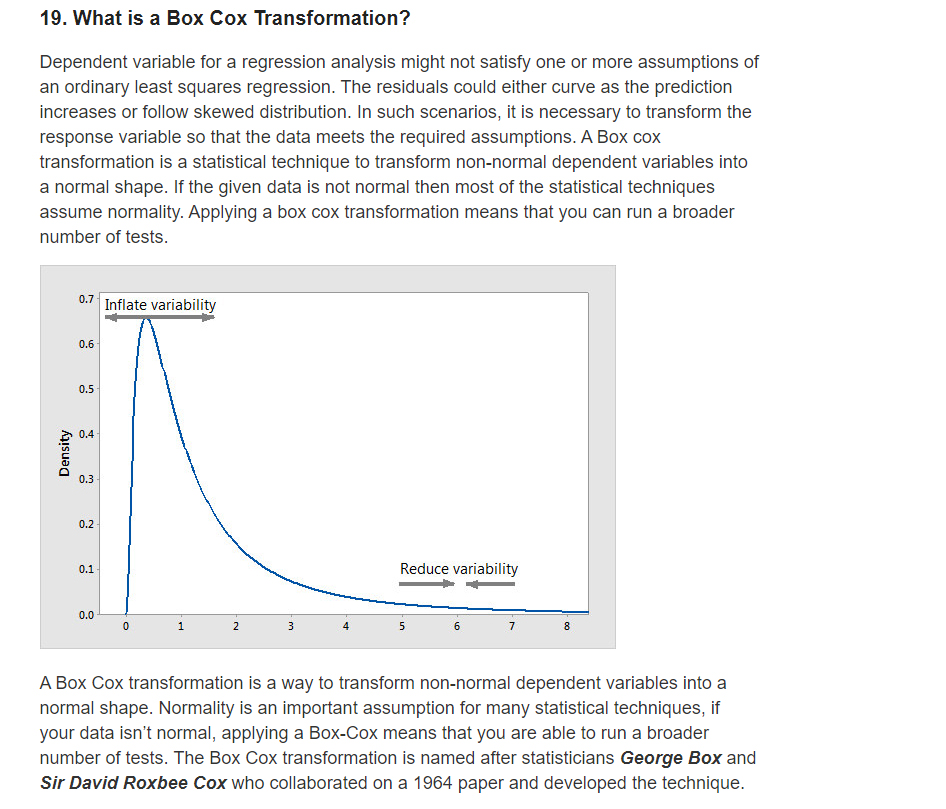 19. What is a Box Cox Transformation?
Dependent variable for a regression analysis might not satisfy one or more assumptions of
an ordinary least squares regression. The residuals could either curve as the prediction
increases or follow skewed distribution. In such scenarios, it is necessary to transform the
response variable so that the data meets the required assumptions. A Box cox
transformation is a statistical technique to transform non-normal dependent variables into
a normal shape. If the given data is not normal then most of the statistical techniques
assume normality. Applying a box cox transformation means that you can run a broader
number of tests.
0.7
Inflate variability
0.6
0.5
0.4
Density
0.3
0.2
0.1
Reduce variability
0.0
0 1 2 3 4 5 6 7 8
A Box Cox transformation is a way to transform non-normal dependent variables into a
normal shape. Normality is an important assumption for many statistical techniques, if
your data isn’t normal, applying a Box-Cox means that you are able to run a broader
number of tests. The Box Cox transformation is named after statisticians George Box and
Sir David Roxbee Cox who collaborated on a 1964 paper and developed the technique.